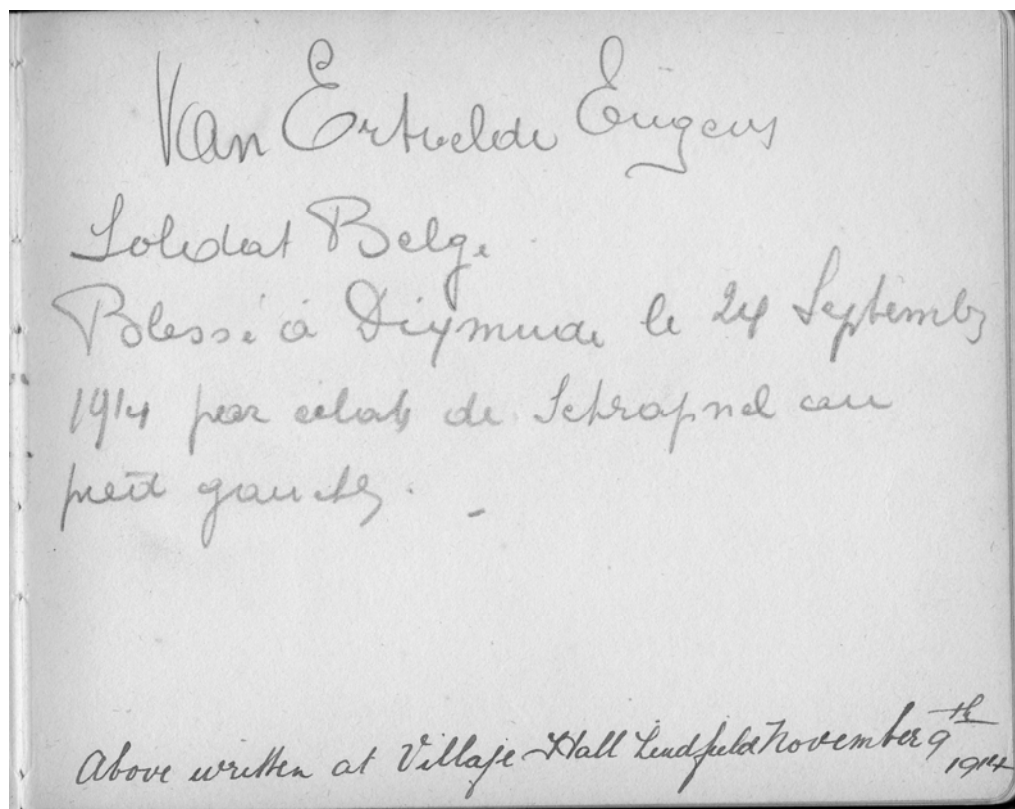 Van Ertvelde Eugens
Soldat Belge
Blessé à Dixmude le 24 Septembre
1914 par éclats de Schrapnel au
pied gauche.
Above written at Village Hall Lindfield November 9th
1914